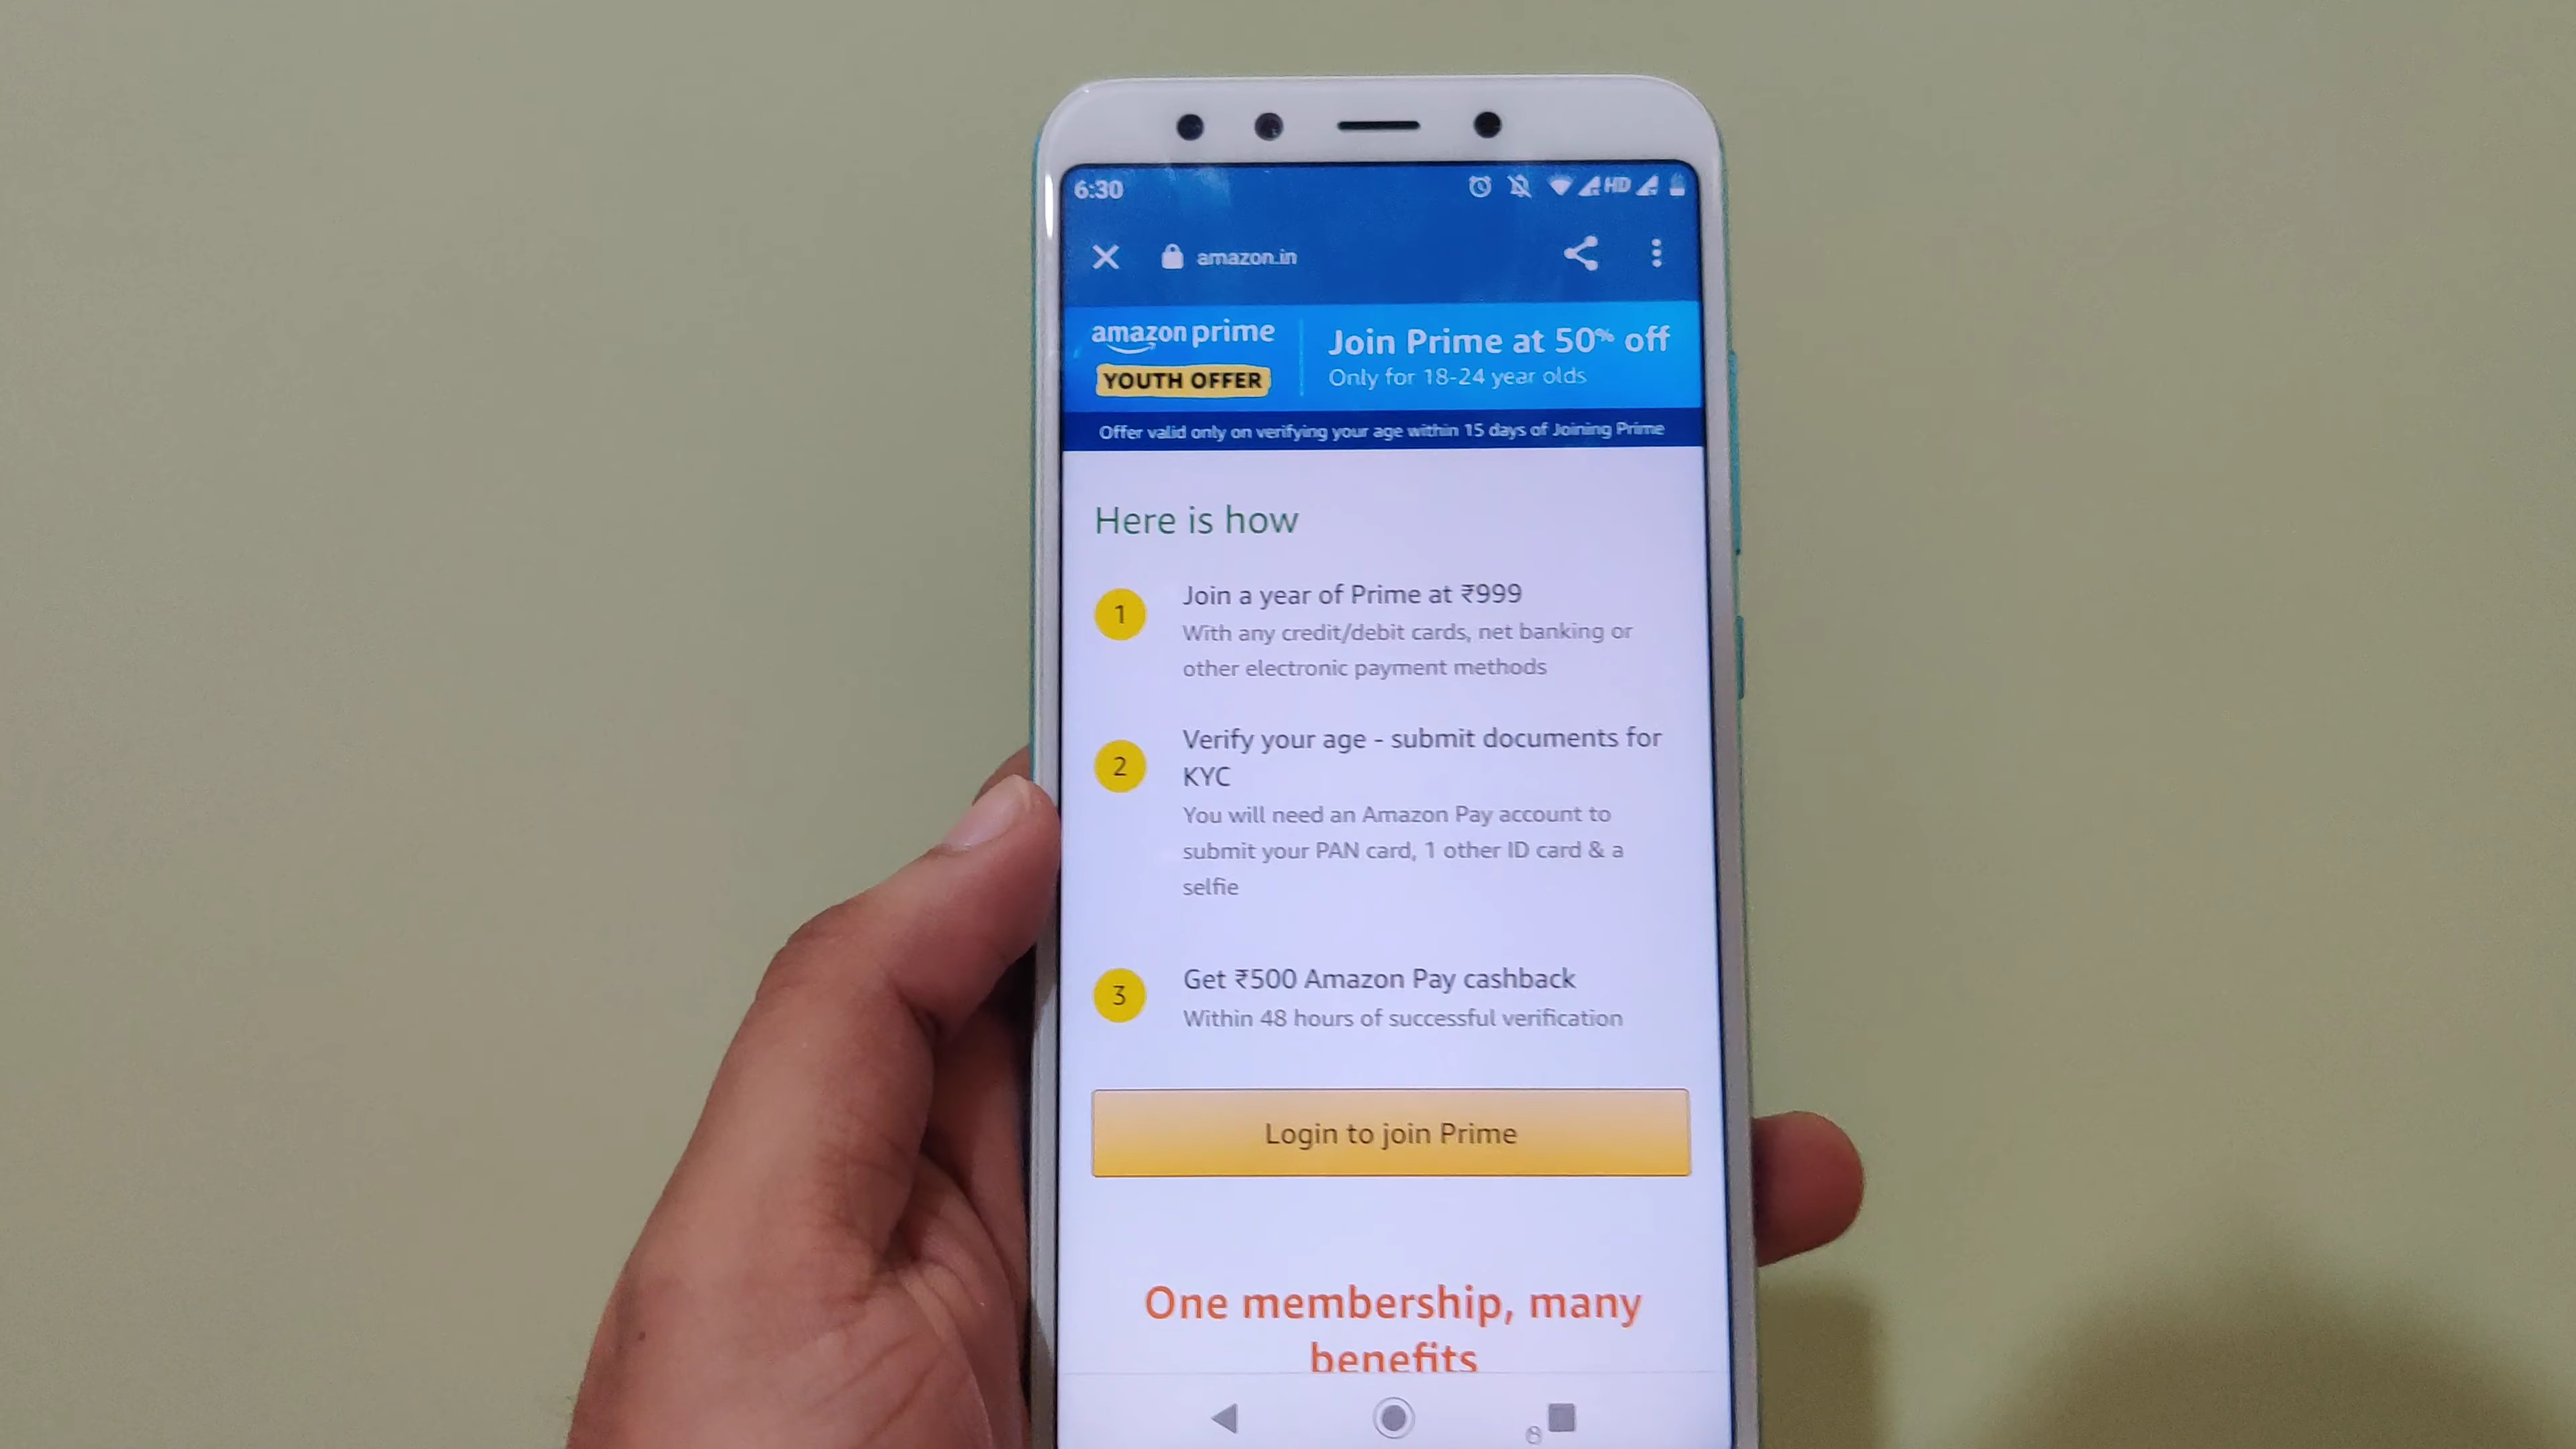 6:30
HD
amazon.in
amazon prime
YOUTH OFFER
Join Prime at 50% off
Only for 18-24 year olds
Offer valid only on verifying your age within 15 days of Joining Prime
Here is how
1
Join a year of Prime at ₹999
With any credit/debit cards, net banking or
other electronic payment methods
2
Verify your age - submit documents for
KYC
You will need an Amazon Pay account to
submit your PAN card, 1 other ID card & a
selfie
3
Get ₹500 Amazon Pay cashback
Within 48 hours of successful verification
Login to join Prime
One membership, many
benefits